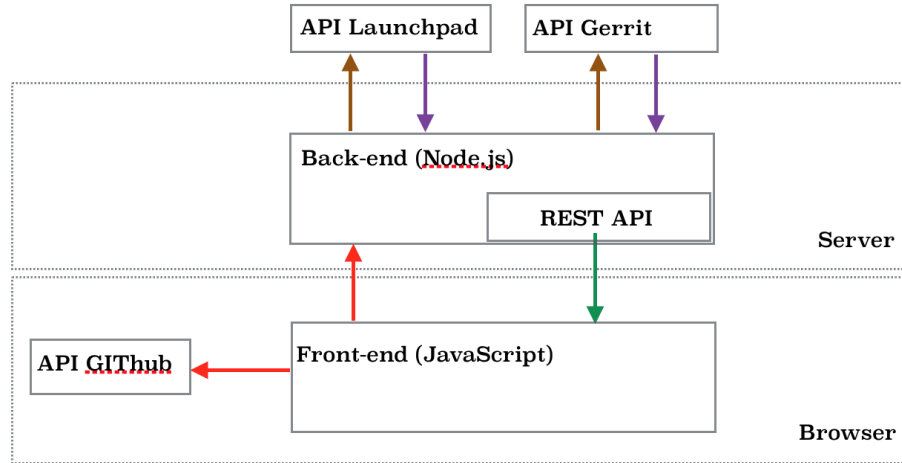 API Launchpad
API Gerrit
Back-end (Node.js)
REST API
Server
Front-end (JavaScript)
API GIThub
Browser